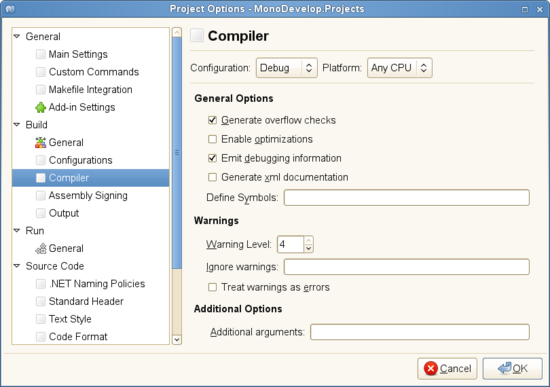 Project Options - MonoDevelop.Projects
General
Main Settings
Custom Commands
Makefile Integration
Add-in Settings
Build
General
Configurations
Compiler
Assembly Signing
Output
Run
General
Source Code
.NET Naming Policies
Standard Header
Text Style
Code Format
Compiler
Configuration: Debug Platform: Any CPU
General Options
Generate overflow checks
Enable optimizations
Emit debugging information
Generate xml documentation
Define Symbols:
Warnings
Warning Level: 4
Ignore warnings:
Treat warnings as errors
Additional Options
Additional arguments:
Cancel OK